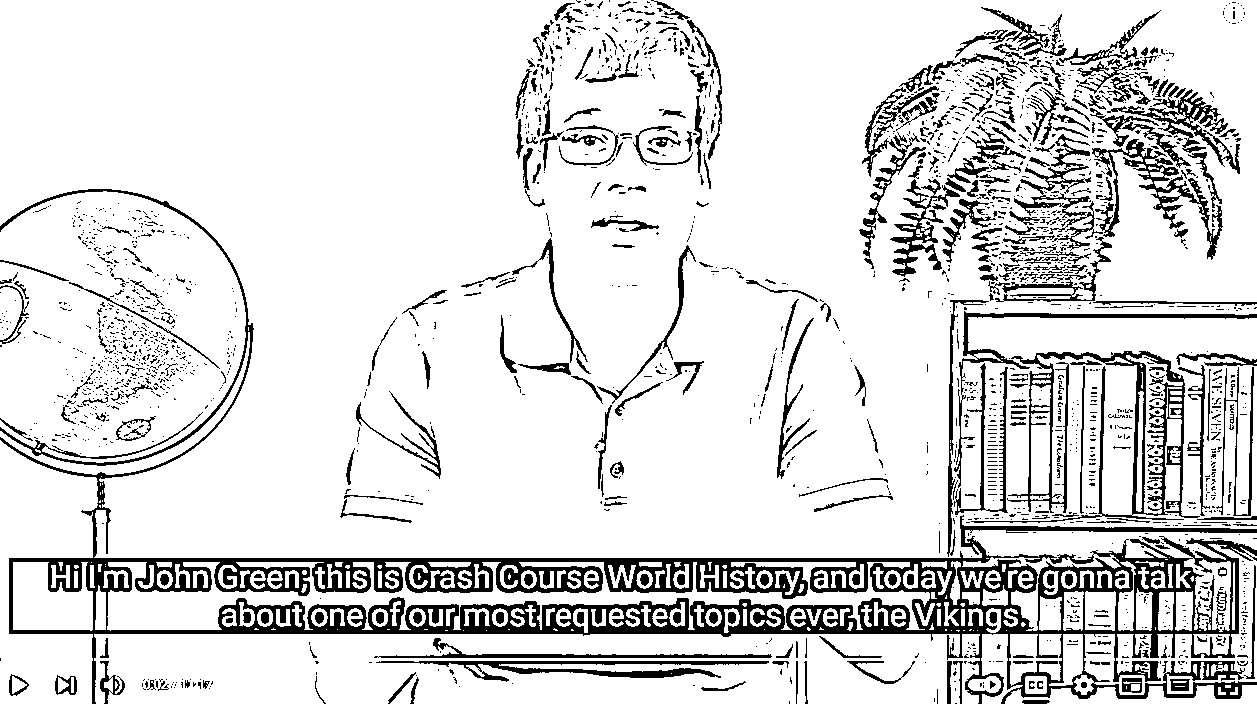 Hi I'm John Green; this is Crash Course World History, and today we're gonna talk
about one of our most requested topics ever, the Vikings.
CC